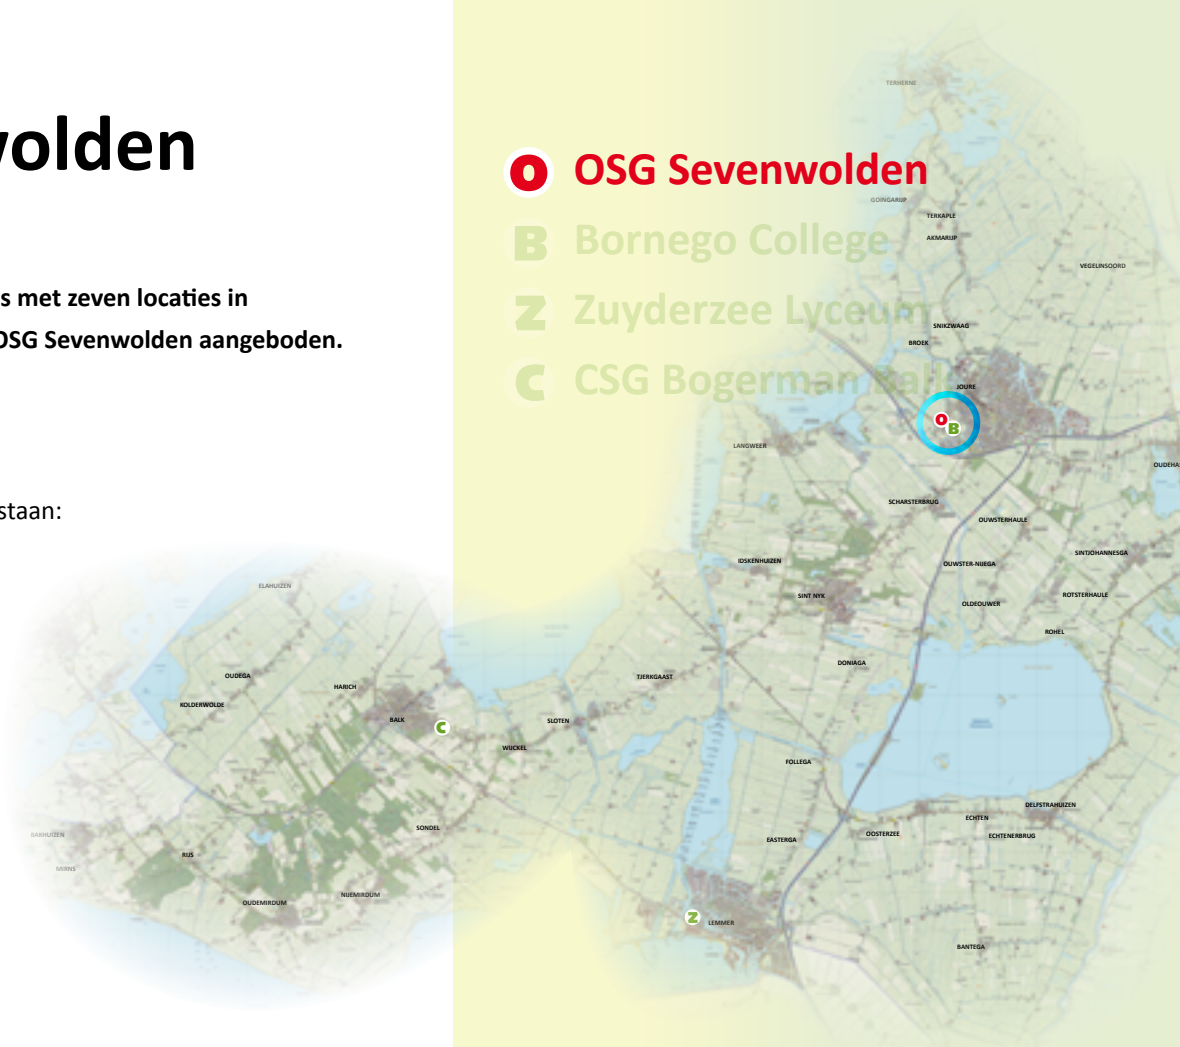 wolden
s met zeven locaties in
OSG Sevenwolden aangeboden.
staan:
O OSG Sevenwolden
B Bornego College
Z Zuyderzee Lyceum
C CSG Bogerman Balk
TERHERNE
GOINGARIJP
TERKAPLE
AKMARIJP
VEGELINSOORD
SNIKZWAAG
BROEK
JOURE
O
B
LANGWEER
OUDEHA
SCHARSTERBRUG
OUWSTERHAULE
SINTJOHANNESGA
IDSKENHUIZEN
OUWSTER-NIJEGA
SINT NYK
ROTSTERHAULE
OLDEOUWER
ROHEL
ELAHUIZEN
DONIAGA
OUDEGA
TJERKGAAST
HARICH
KOLDERWOLDE
BALK
SLOTEN
C
WIJCKEL
FOLLEGA
DELFSTRAHUIZEN
ECHTEN
SONDEL
BAKHUIZEN
OOSTERZEE
ECHTENERBRUG
EASTERGA
RIJS
MIRNS
NIJEMIRDUM
OUDEMIRDUM
Z
LEMMER
BANTEGA